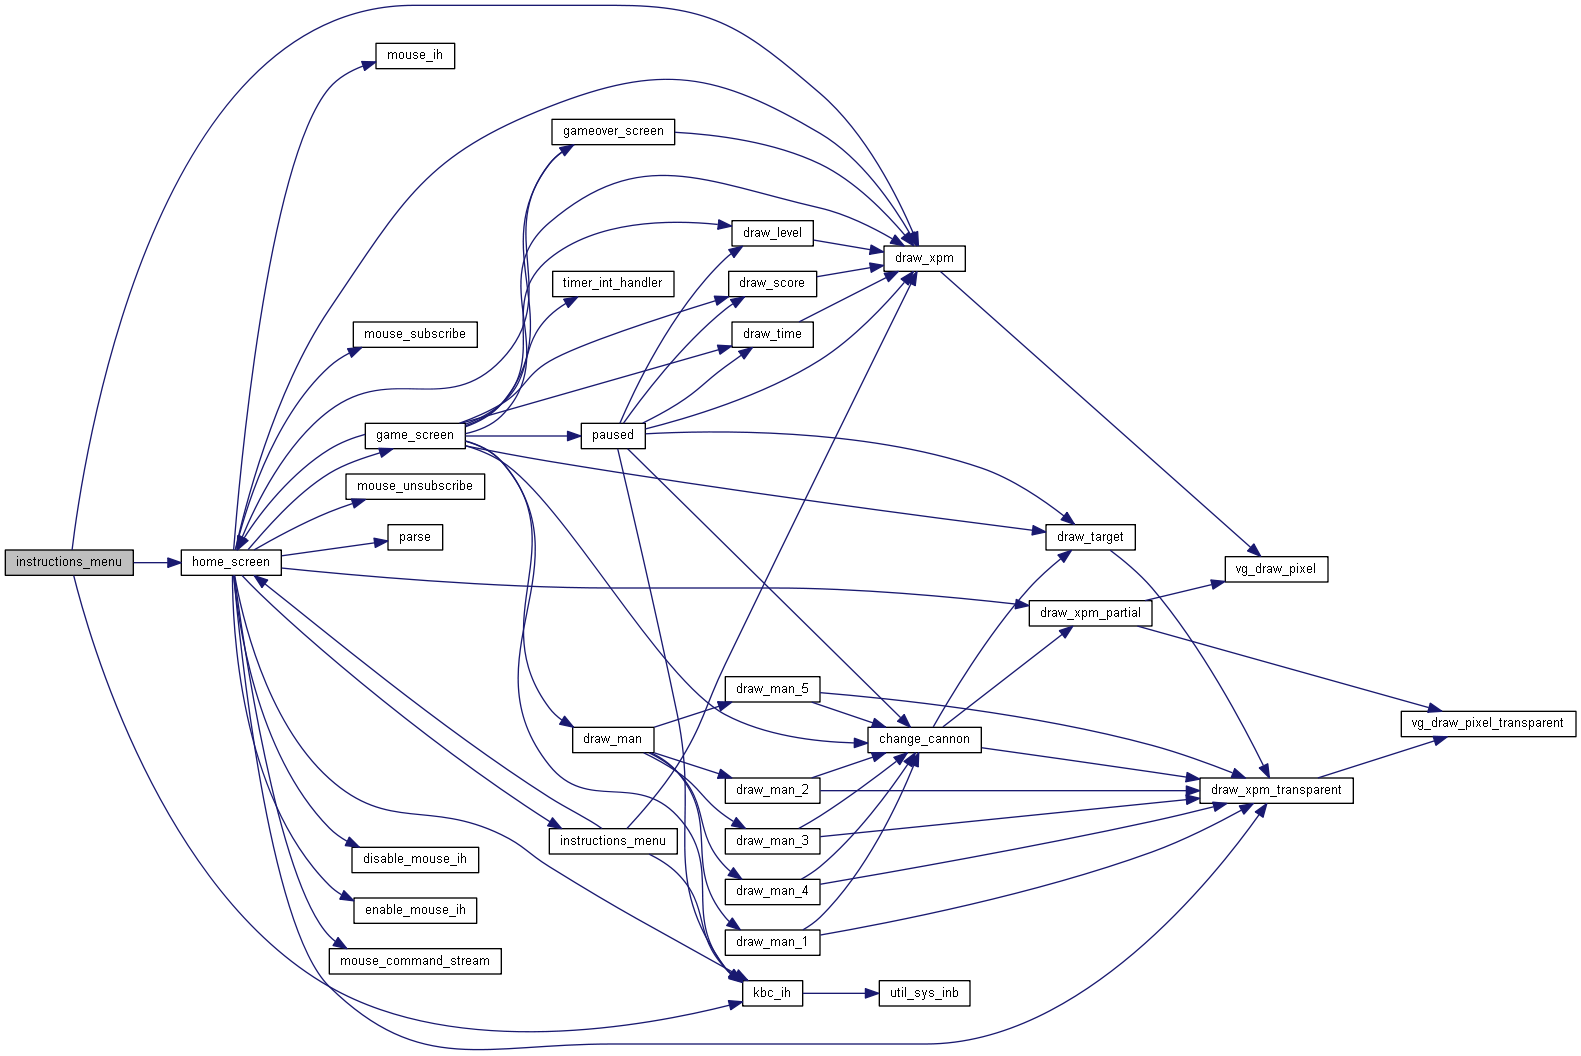 mouse_ih
gameover_screen
draw_level
draw_xpm
timer_int_handler
draw_score
mouse_subscribe
draw_time
game_screen
paused
mouse_unsubscribe
parse
draw_target
instructions_menu
home_screen
vg_draw_pixel
draw_xpm_partial
draw_man_5
vg_draw_pixel_transparent
draw_man
change_cannon
draw_man_2
draw_xpm_transparent
instructions_menu
draw_man_3
disable_mouse_ih
draw_man_4
enable_mouse_ih
draw_man_1
mouse_command_stream
kbc_ih
util_sys_inb